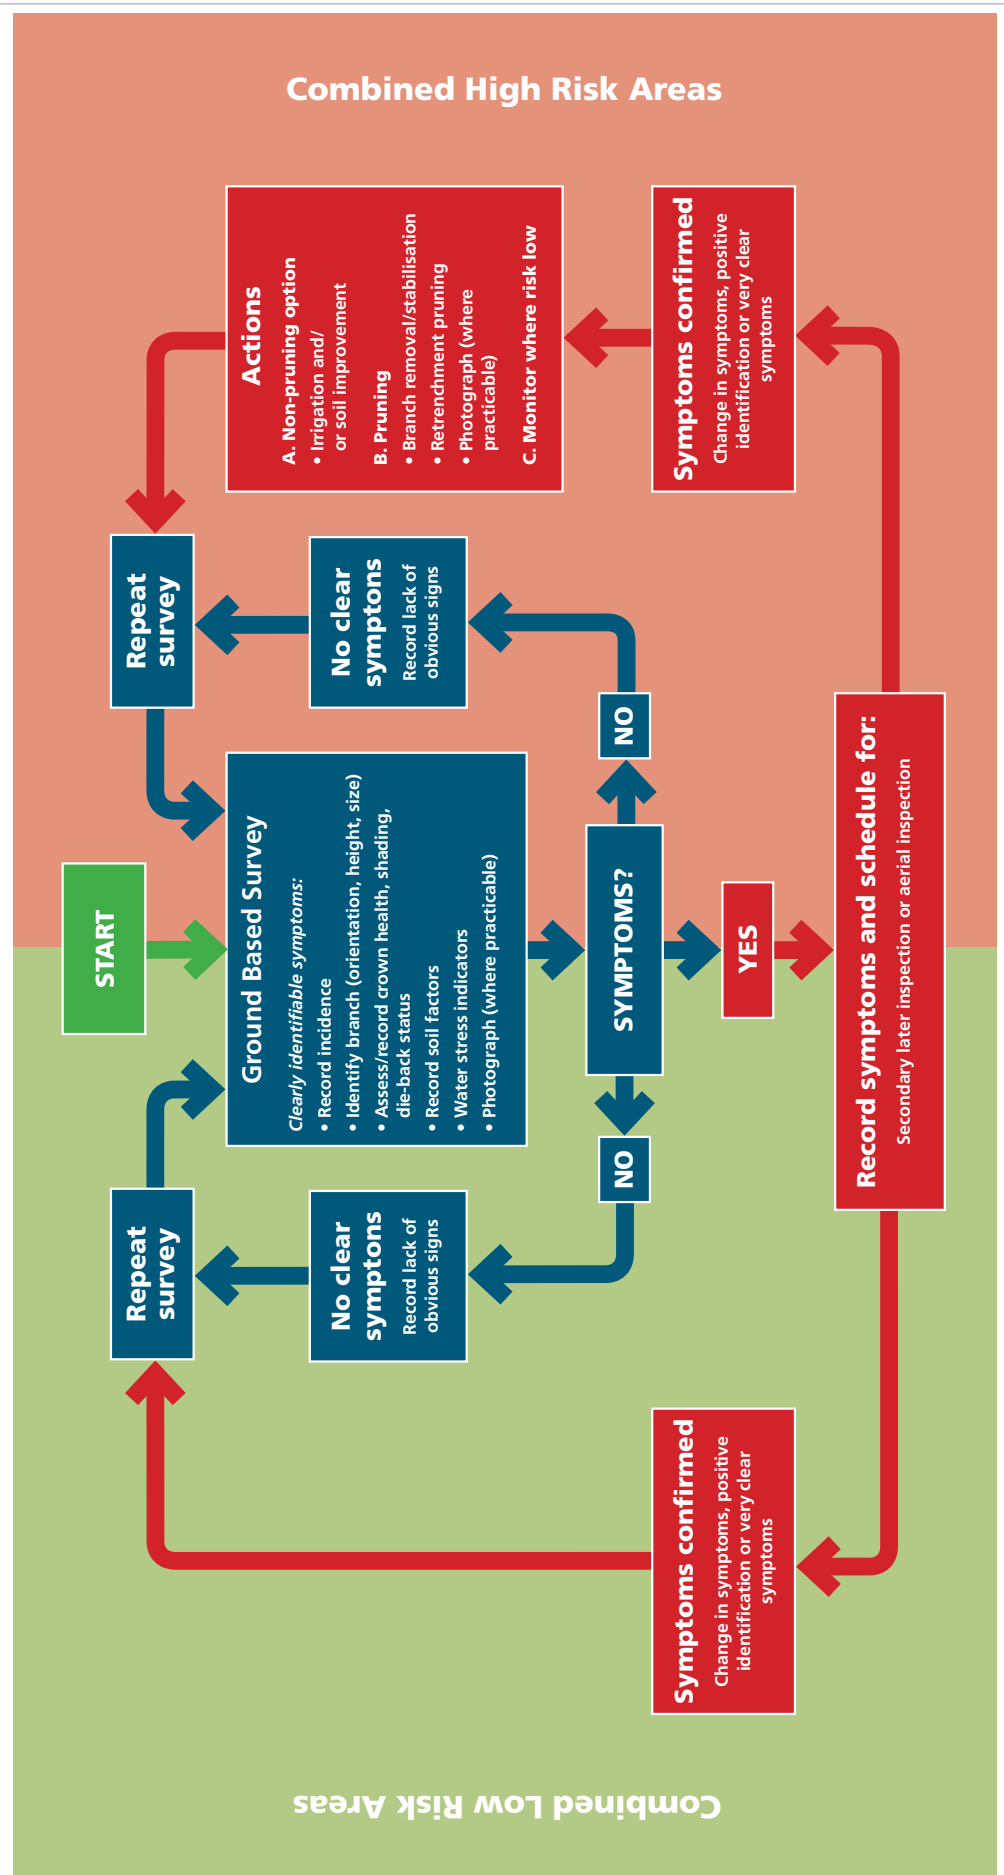 Combined High Risk Areas
START
Repeat
survey
Repeat
survey
Ground Based Survey
Clearly identifiable symptoms:
• Record incidence
• Identify branch (orientation, height, size)
• Assess/record crown health, shading,
die-back status
• Record soil factors
• Water stress indicators
• Photograph (where practicable)
No clear
symptons
Record lack of
obvious signs
No clear
symptons
Record lack of
obvious signs
Actions
A. Non-pruning option
• Irrigation and/
or soil improvement
B. Pruning
• Branch removal/stabilisation
• Retrenchment pruning
• Photograph (where
practicable)
C. Monitor where risk low
SYMPTOMS?
NO
NO
YES
Symptoms confirmed
Change in symptoms, positive
identification or very clear
symptoms
Symptoms confirmed
Change in symptoms, positive
identification or very clear
symptoms
Record symptoms and schedule for:
Secondary later inspection or aerial inspection
Combined Low Risk Areas